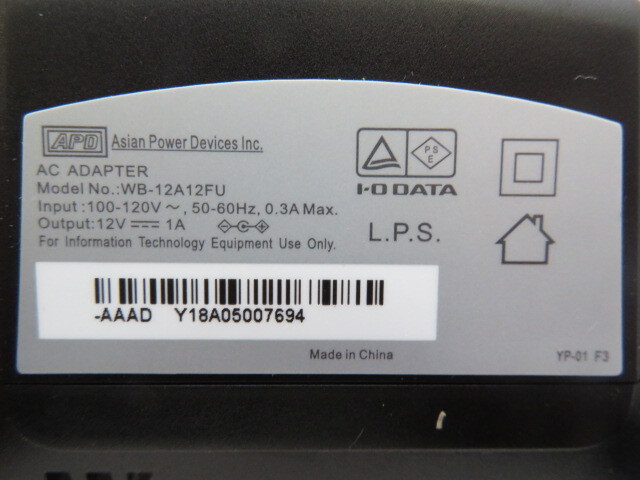 APD Asian Power Devices Inc.
AC ADAPTER
Model No.:WB-12A12FU
Input :100-120V～, 50-60Hz, 0.3A Max.
Output:12V⎓1A
For Information Technology Equipment Use Only.
PS
E
I-O DATA
L.P.S.
-AAAD Y18A05007694
Made in China
YP-01 F3